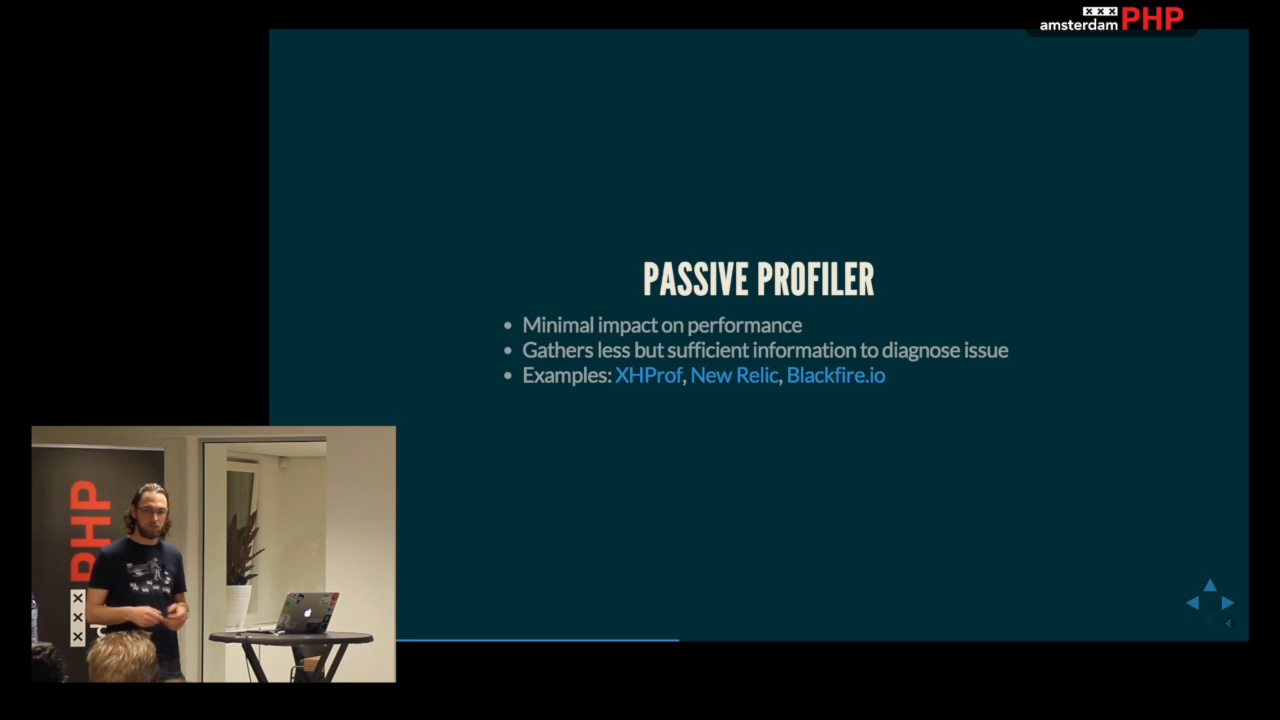 amsterdam PHP
PASSIVE PROFILER
Minimal impact on performance
Gathers less but sufficient information to diagnose issue
Examples: XHProf, New Relic, Blackfire.io
PHP